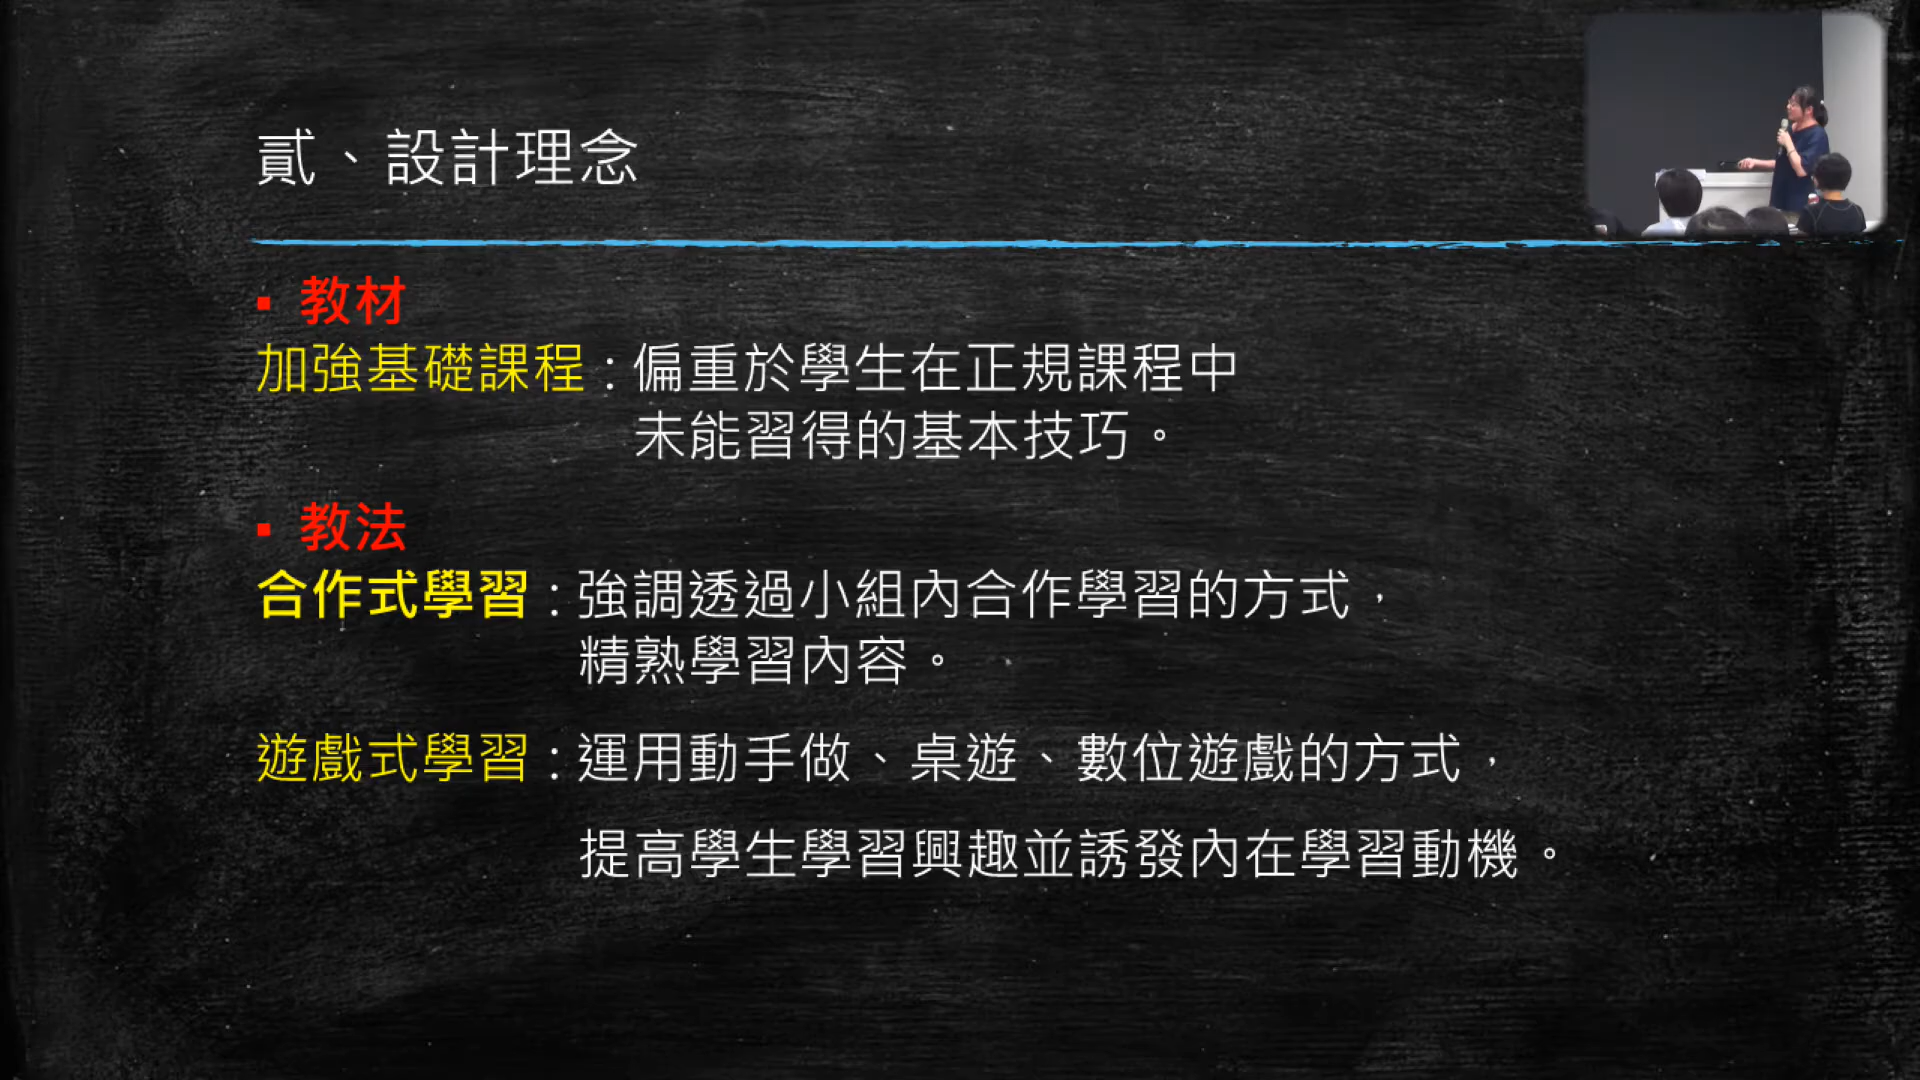 貳、設計理念
▪ 教材
加強基礎課程：偏重於學生在正規課程中
未能習得的基本技巧。
▪ 教法
合作式學習：強調透過小組內合作學習的方式，
精熟學習內容。
遊戲式學習：運用動手做、桌遊、數位遊戲的方式，
提高學生學習興趣並誘發內在學習動機。